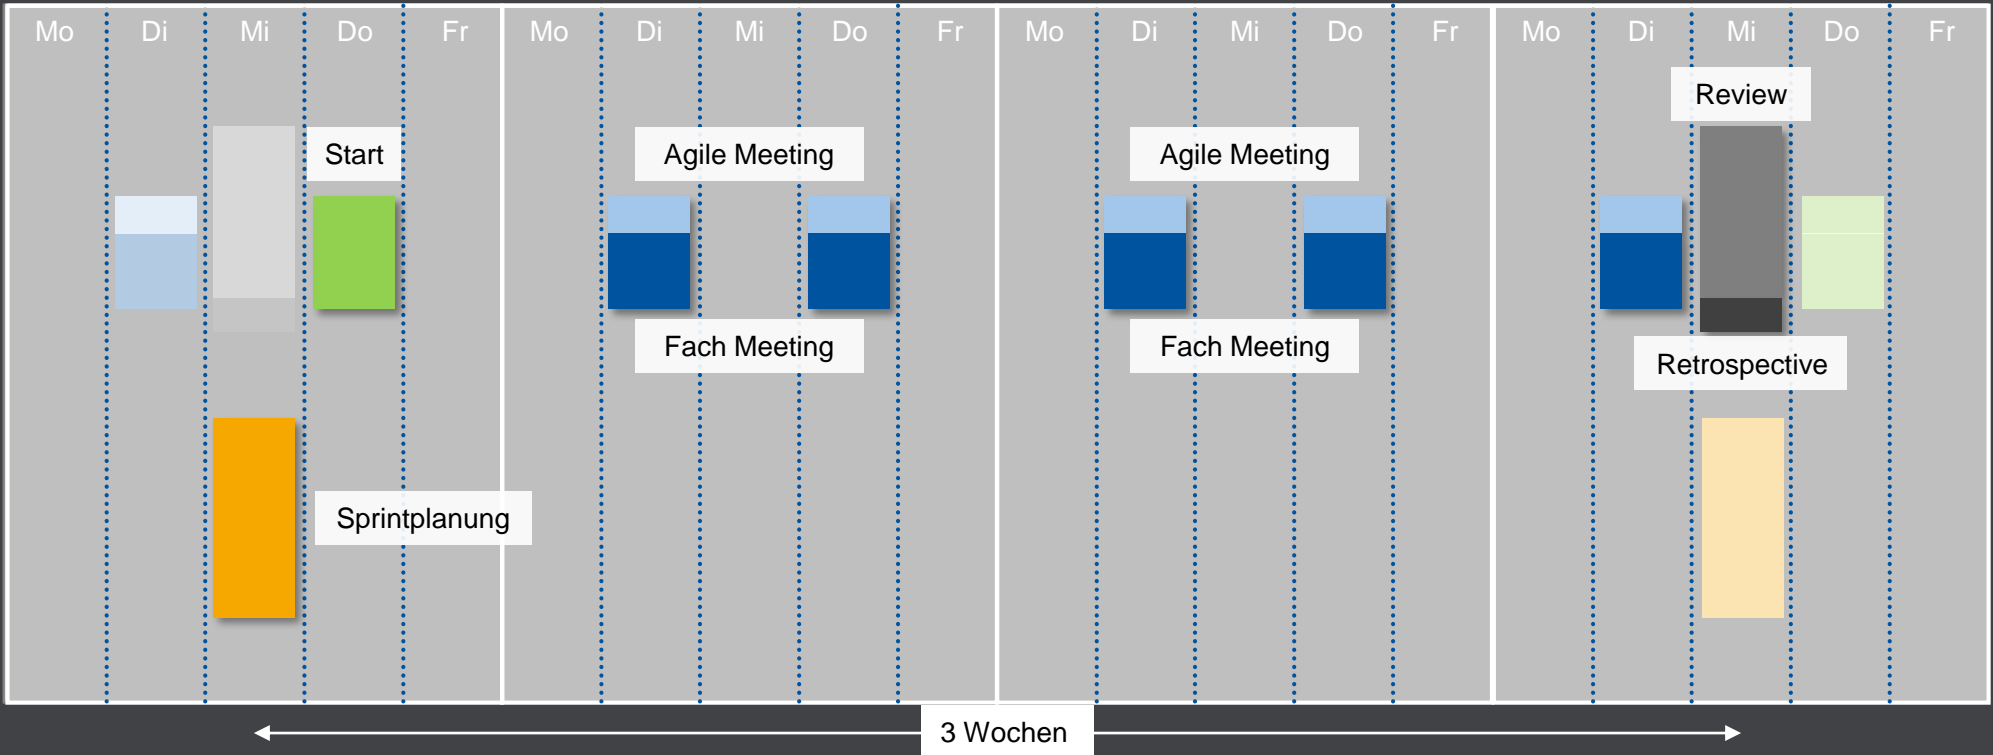 Mo Di Mi Do Fr Mo Di Mi Do Fr Mo Di Mi Do Fr Mo Di Mi Do Fr
Review
Start
Agile Meeting
Agile Meeting
Fach Meeting
Fach Meeting
Retrospective
Sprintplanung
3 Wochen